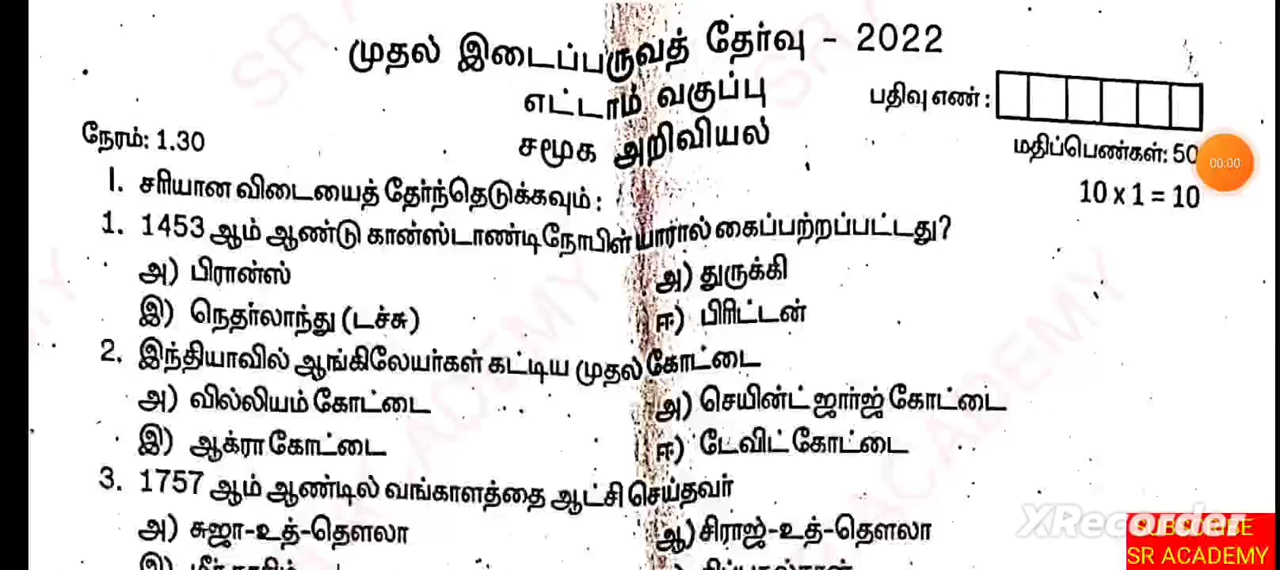 முதல் இடைப்பருவத் தேர்வு - 2022
எட்டாம் வகுப்பு
பதிவு எண் :
நேரம்: 1.30
சமூக அறிவியல்
மதிப்பெண்கள்: 50
00:00
I. சரியான விடையைத் தேர்ந்தெடுக்கவும் :
10 x 1 = 10
1. 1453 ஆம் ஆண்டு கான்ஸ்டாண்டிநோபிள் யாரால் கைப்பற்றப்பட்டது?
அ) பிரான்ஸ் அ) துருக்கி
இ) நெதர்லாந்து (டச்சு) ஈ) பிரிட்டன்
2. இந்தியாவில் ஆங்கிலேயர்கள் கட்டிய முதல் கோட்டை
அ) வில்லியம் கோட்டை அ) செயின்ட் ஜார்ஜ் கோட்டை
இ) ஆக்ரா கோட்டை ஈ) டேவிட் கோட்டை
3. 1757 ஆம் ஆண்டில் வங்காளத்தை ஆட்சி செய்தவர்
அ) சுஜா-உத்-தௌலா ஆ) சிராஜ்-உத்-தௌலா
XRecorder
SUBSCRIBE
SR ACADEMY
SR ACADEMY